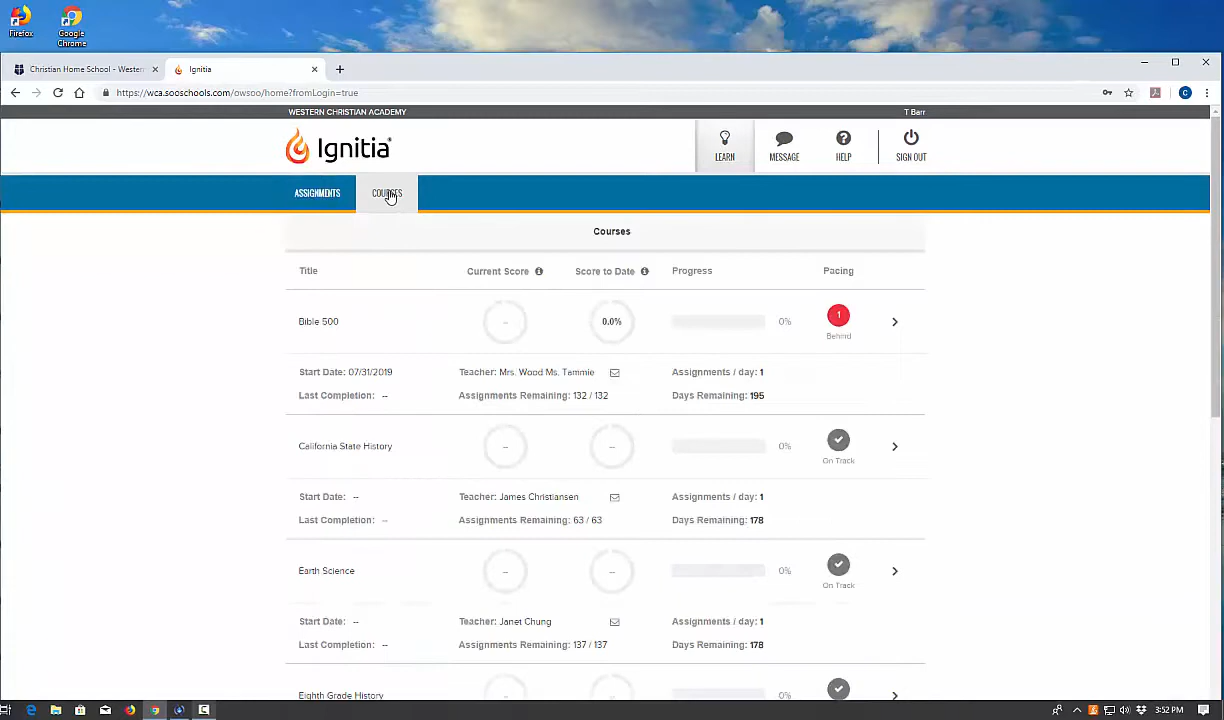 Firefox
Google
Chrome
Christian Home School - Wester
Ignitia
https://wca.sooschools.com/owsoo/home?fromLogin=true
WESTERN CHRISTIAN ACADEMY
T Barr
Ignitia
LEARN
MESSAGE
HELP
SIGN OUT
ASSIGNMENTS
COURSES
Courses
Title
Current Score
Score to Date
Progress
Pacing
Bible 500
--
0.0%
0%
1
Behind
Start Date: 07/31/2019
Teacher: Mrs. Wood Ms. Tammie
Assignments / day: 1
Last Completion: --
Assignments Remaining: 132 / 132
Days Remaining: 195
California State History
--
--
0%
On Track
Start Date: --
Teacher: James Christiansen
Assignments / day: 1
Last Completion: --
Assignments Remaining: 63 / 63
Days Remaining: 178
Earth Science
--
--
0%
On Track
Start Date: --
Teacher: Janet Chung
Assignments / day: 1
Last Completion: --
Assignments Remaining: 137 / 137
Days Remaining: 178
Eighth Grade History
--
--
0%
3:52 PM